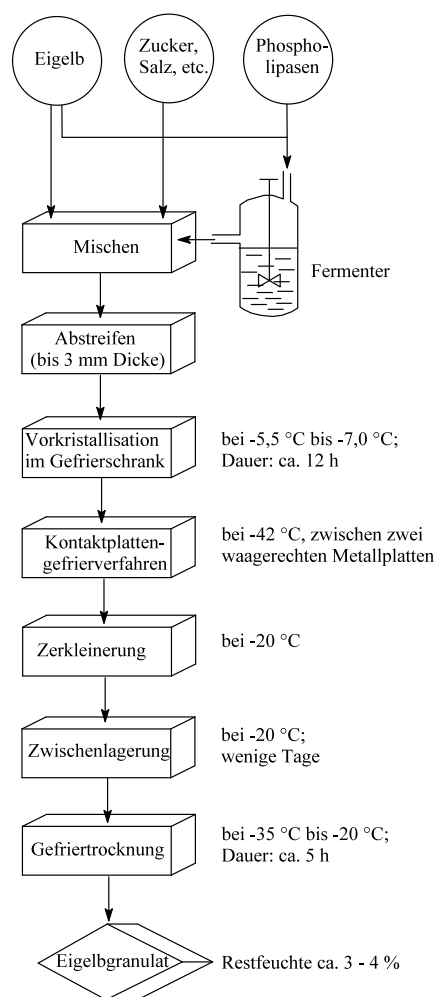 Eigelb
Zucker,
Salz, etc.
Phospho-
lipasen
Mischen
Fermenter
Abstreifen
(bis 3 mm Dicke)
Vorkristallisation
im Gefrierschrank
bei -5,5 °C bis -7,0 °C;
Dauer: ca. 12 h
Kontaktplatten-
gefrierverfahren
bei -42 °C, zwischen zwei
waagerechten Metallplatten
Zerkleinerung
bei -20 °C
Zwischenlagerung
bei -20 °C;
wenige Tage
Gefriertrocknung
bei -35 °C bis -20 °C;
Dauer: ca. 5 h
Eigelbgranulat
Restfeuchte ca. 3 - 4 %